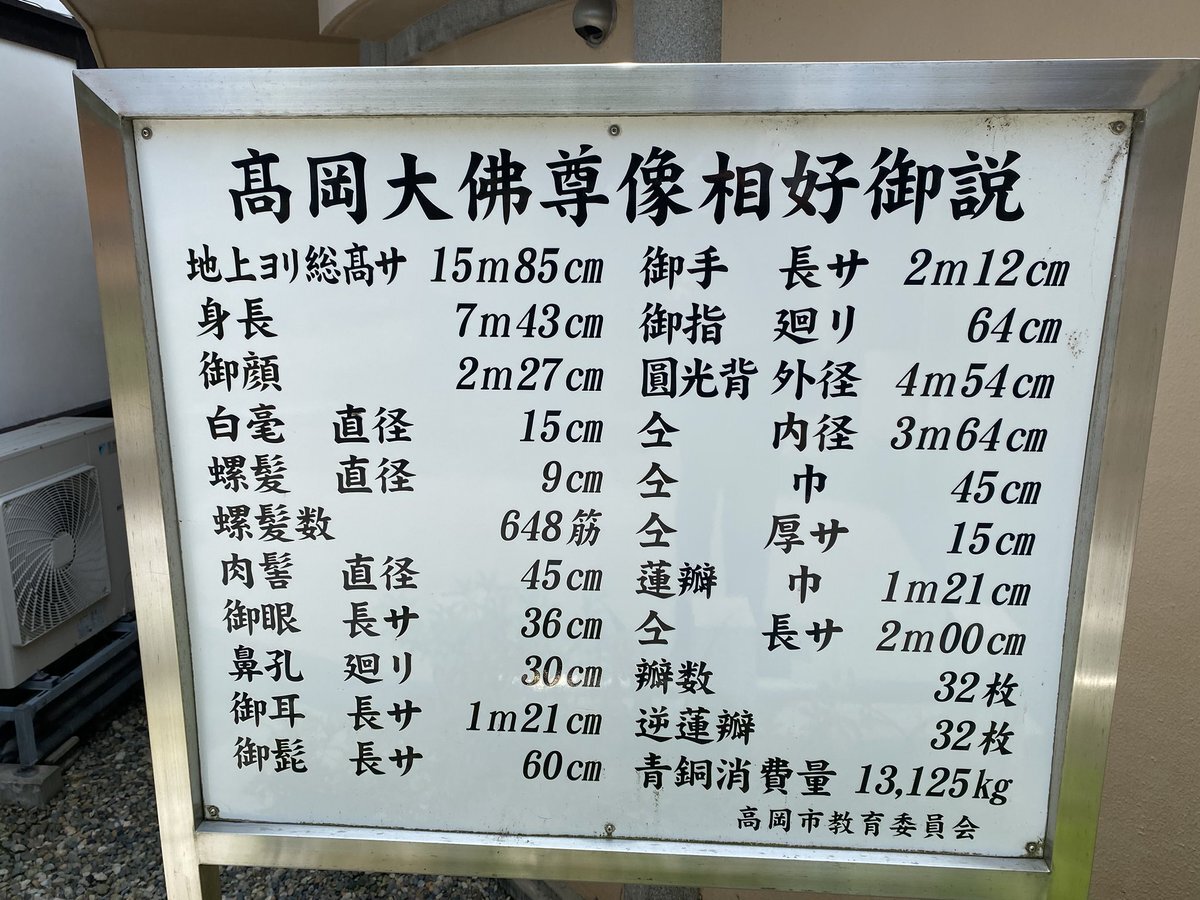 髙岡大佛尊像相好御説
地上ヨリ総髙サ 15m85cm
身長 7m43cm
御顔 2m27cm
白毫 直径 15cm
螺髪 直径 9cm
螺髪数 648筋
肉髻 直径 45cm
御眼 長サ 36cm
鼻孔 廻リ 30cm
御耳 長サ 1m21cm
御髭 長サ 60cm
御手 長サ 2m12cm
御指 廻リ 64cm
圓光背 外径 4m54cm
仝 内径 3m64cm
仝 巾 45cm
仝 厚サ 15cm
蓮瓣 巾 1m21cm
仝 長サ 2m00cm
瓣数 32枚
逆蓮瓣 32枚
青銅消費量 13,125kg
高岡市教育委員会